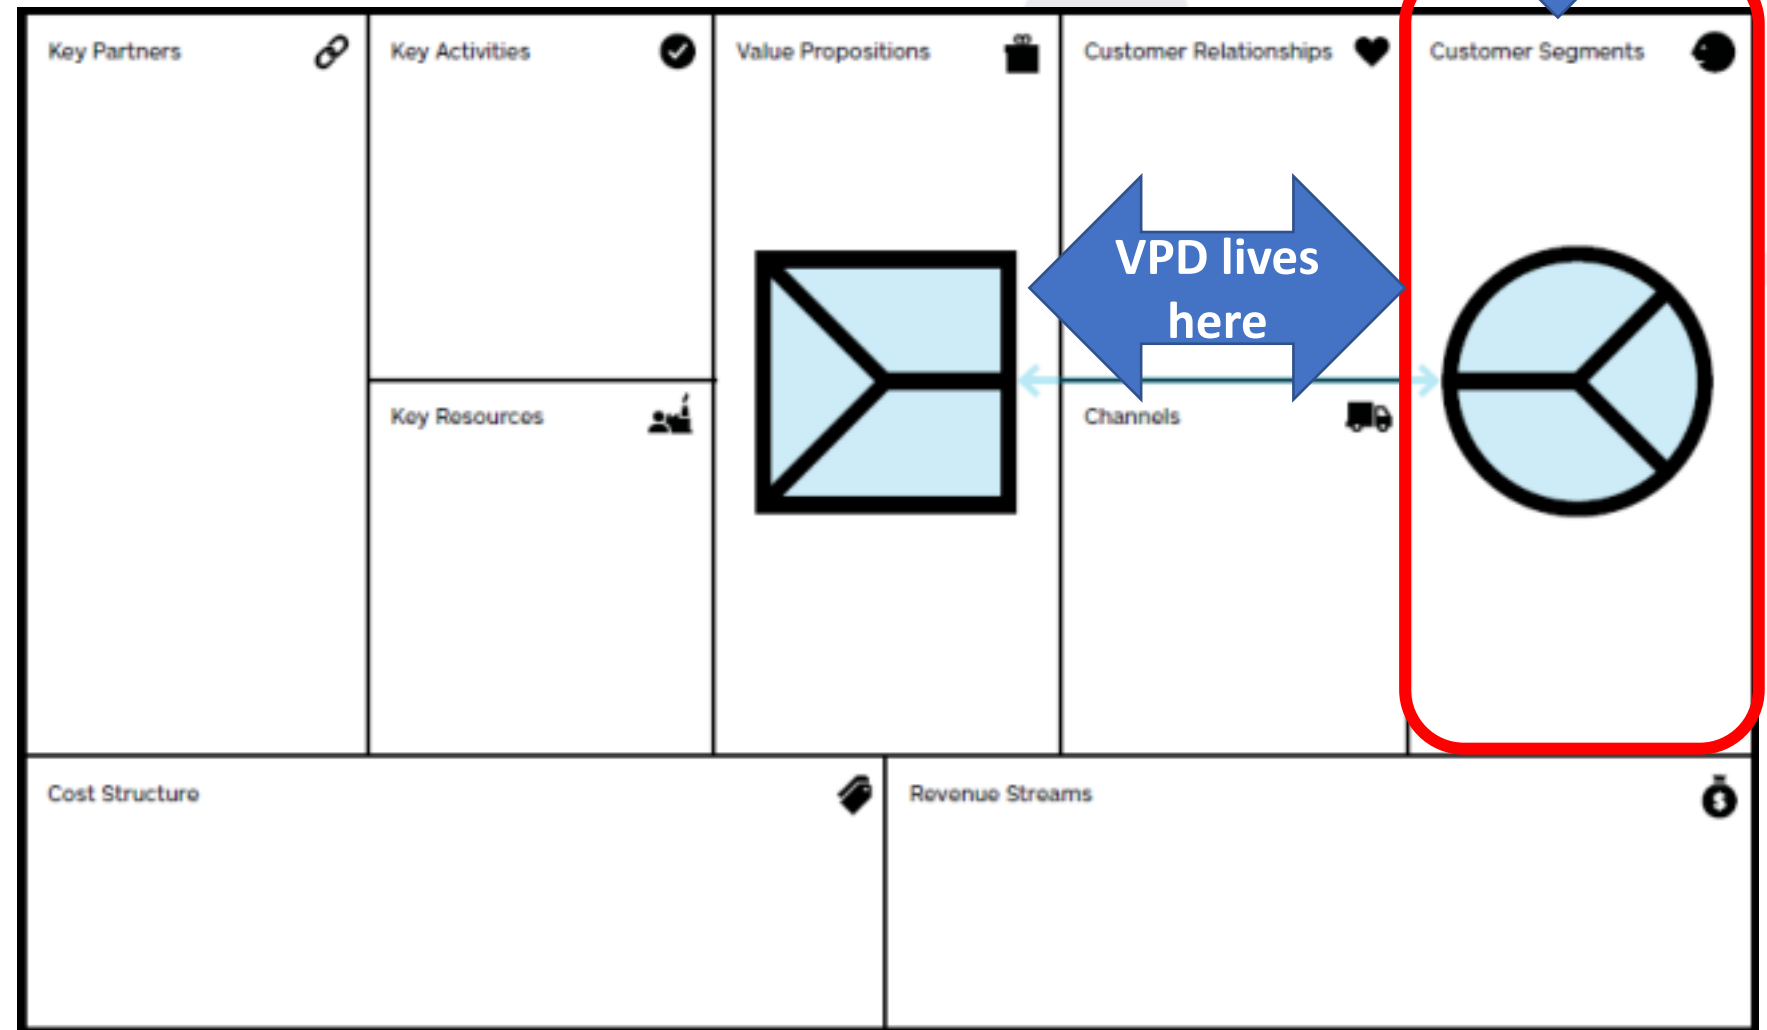 Key Partners
Key Activities
Value Propositions
Customer Relationships
Customer Segments
VPD lives
here
Key Resources
Channels
Cost Structure
Revenue Streams
$